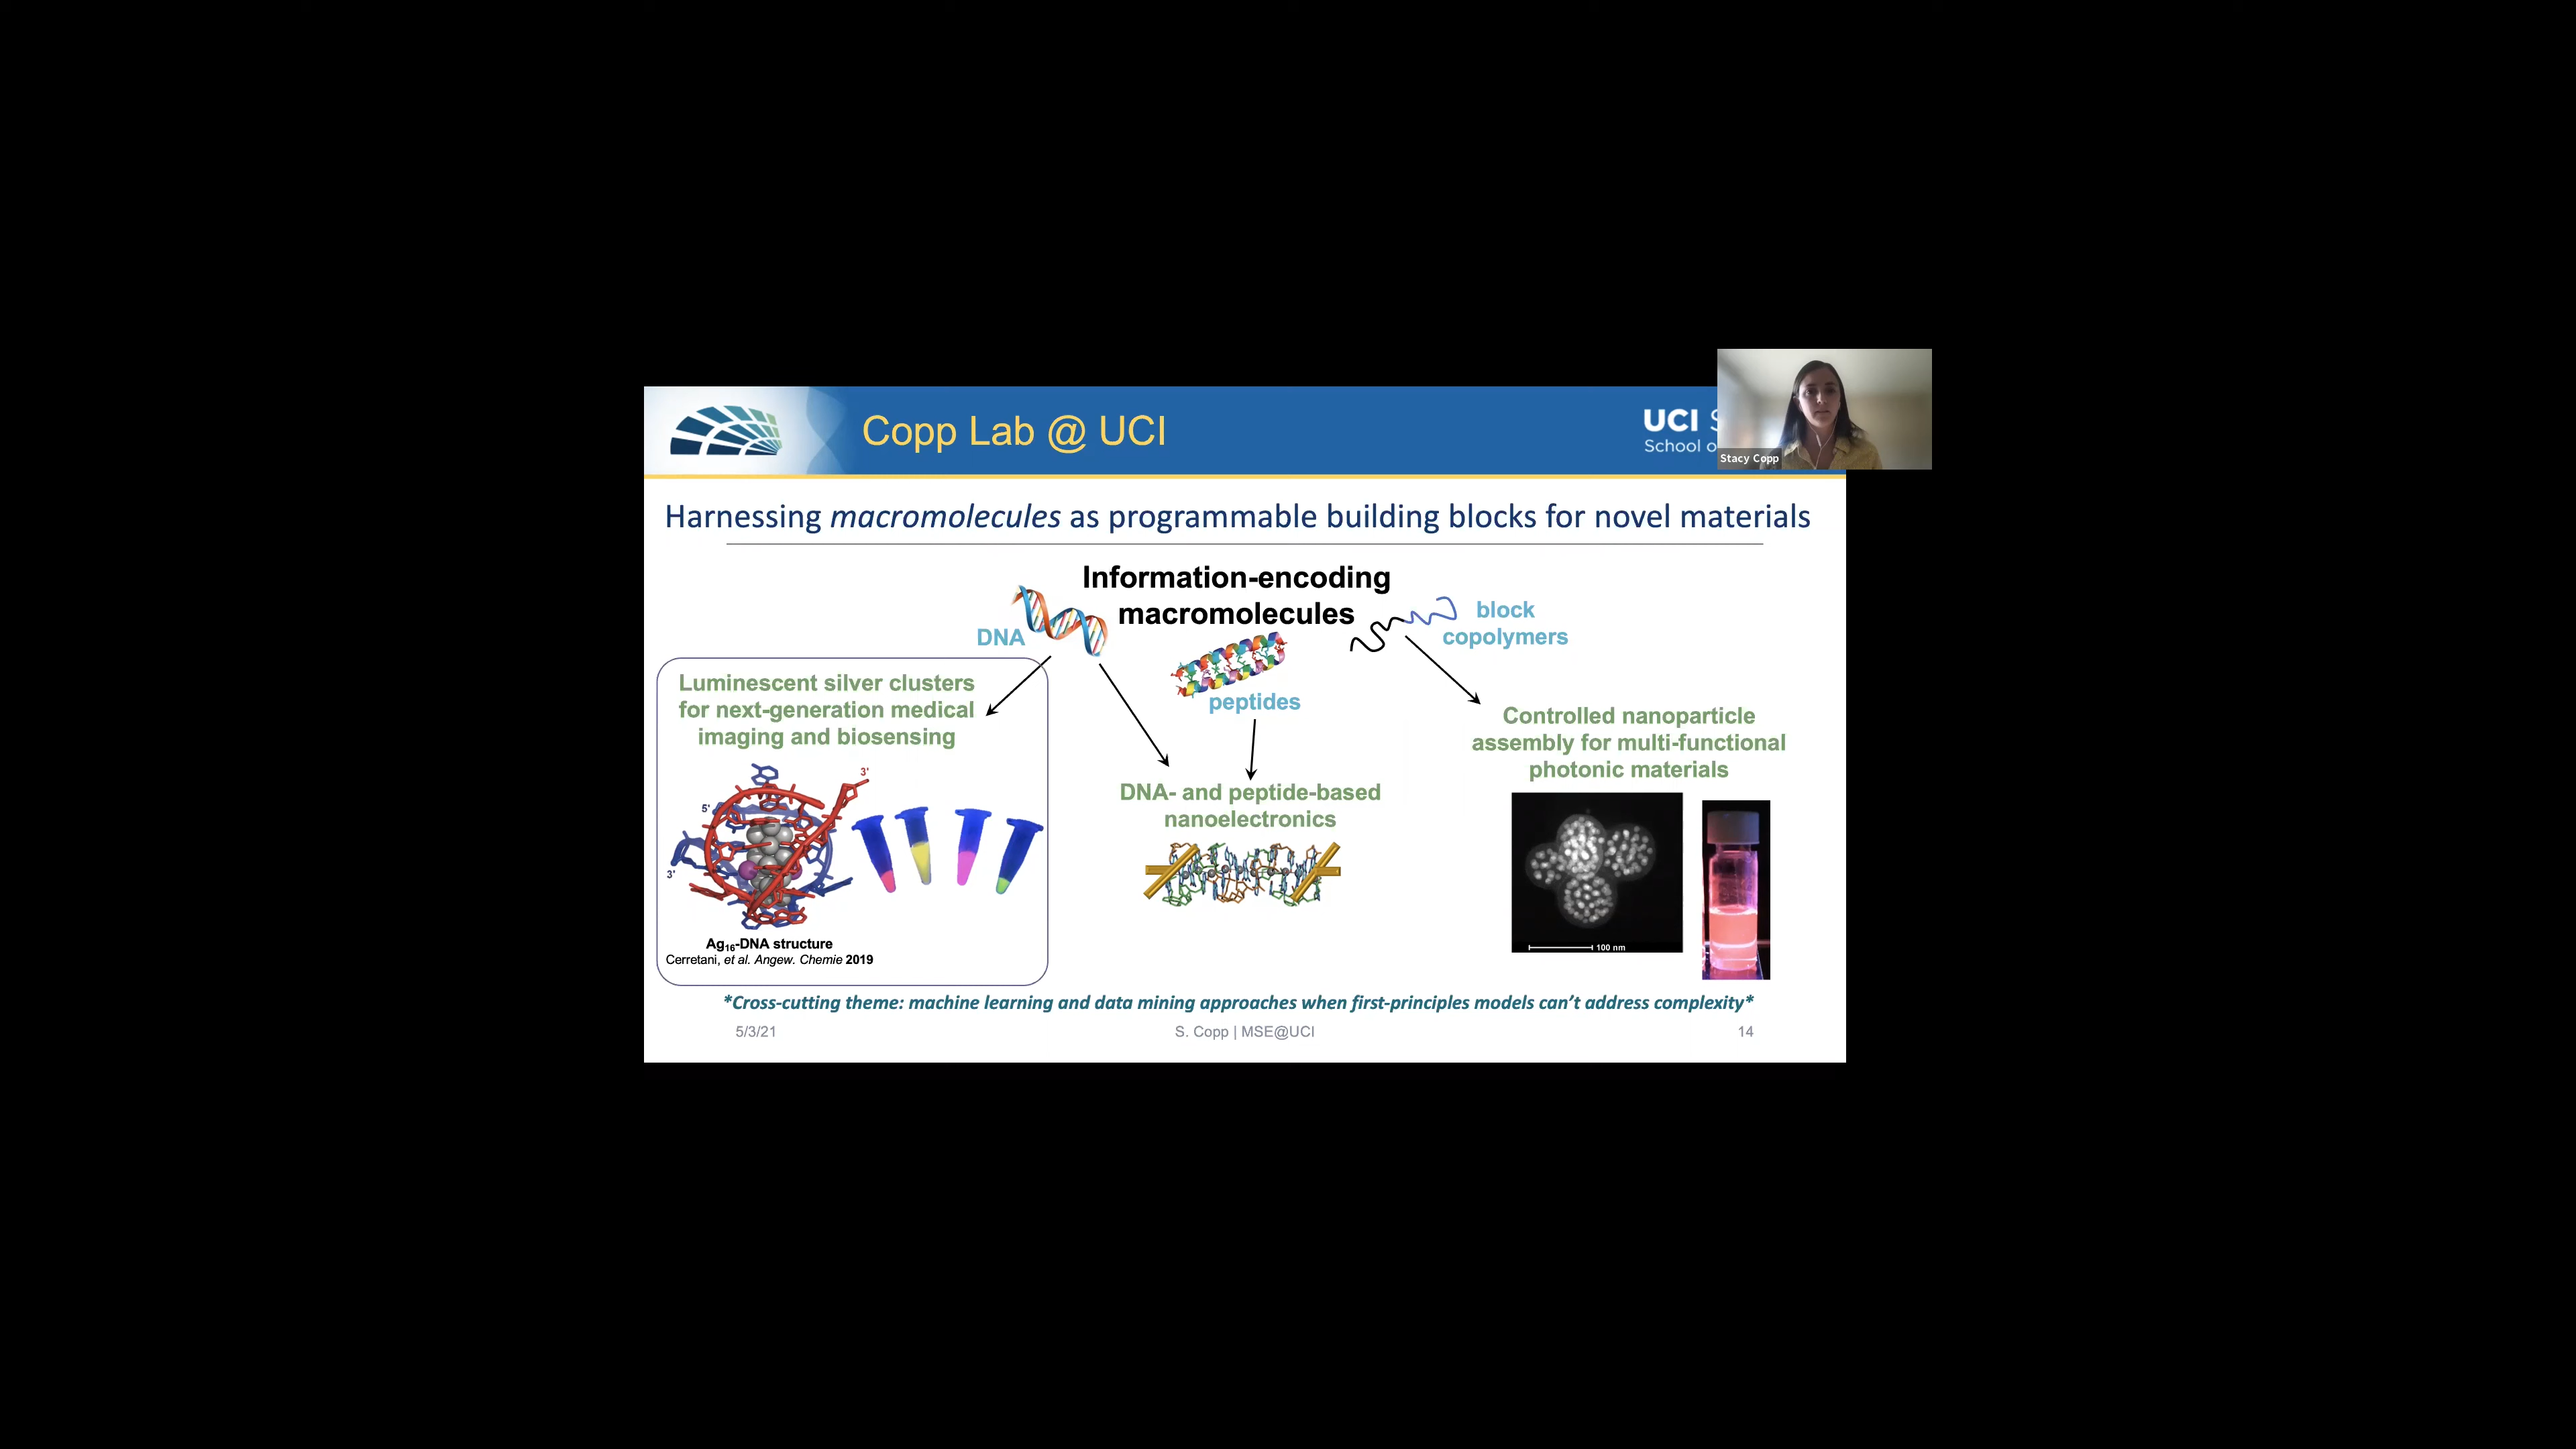 Copp Lab @ UCI
UCI
School
Stacy Copp
Harnessing macromolecules as programmable building blocks for novel materials
Information-encoding
macromolecules
DNA
peptides
block
copolymers
Luminescent silver clusters
for next-generation medical
imaging and biosensing
5'
3'
3'
Ag₁₆-DNA structure
Cerretani, et al. Angew. Chemie 2019
DNA- and peptide-based
nanoelectronics
Controlled nanoparticle
assembly for multi-functional
photonic materials
100 nm
*Cross-cutting theme: machine learning and data mining approaches when first-principles models can’t address complexity*
5/3/21
S. Copp | MSE@UCI
14